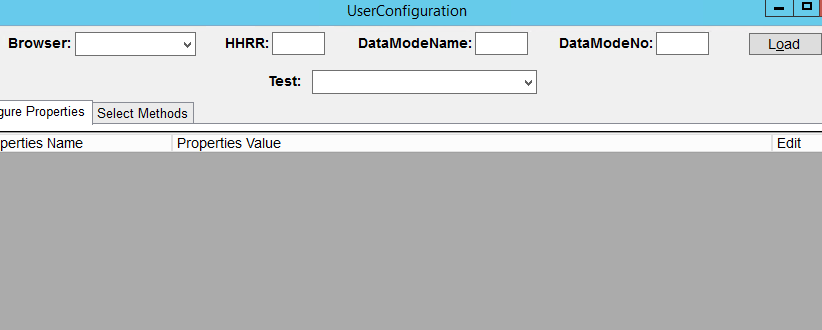 UserConfiguration
Browser: HHRR: DataModeName: DataModeNo: Load
Test:
gure Properties Select Methods
perties Name Properties Value Edit